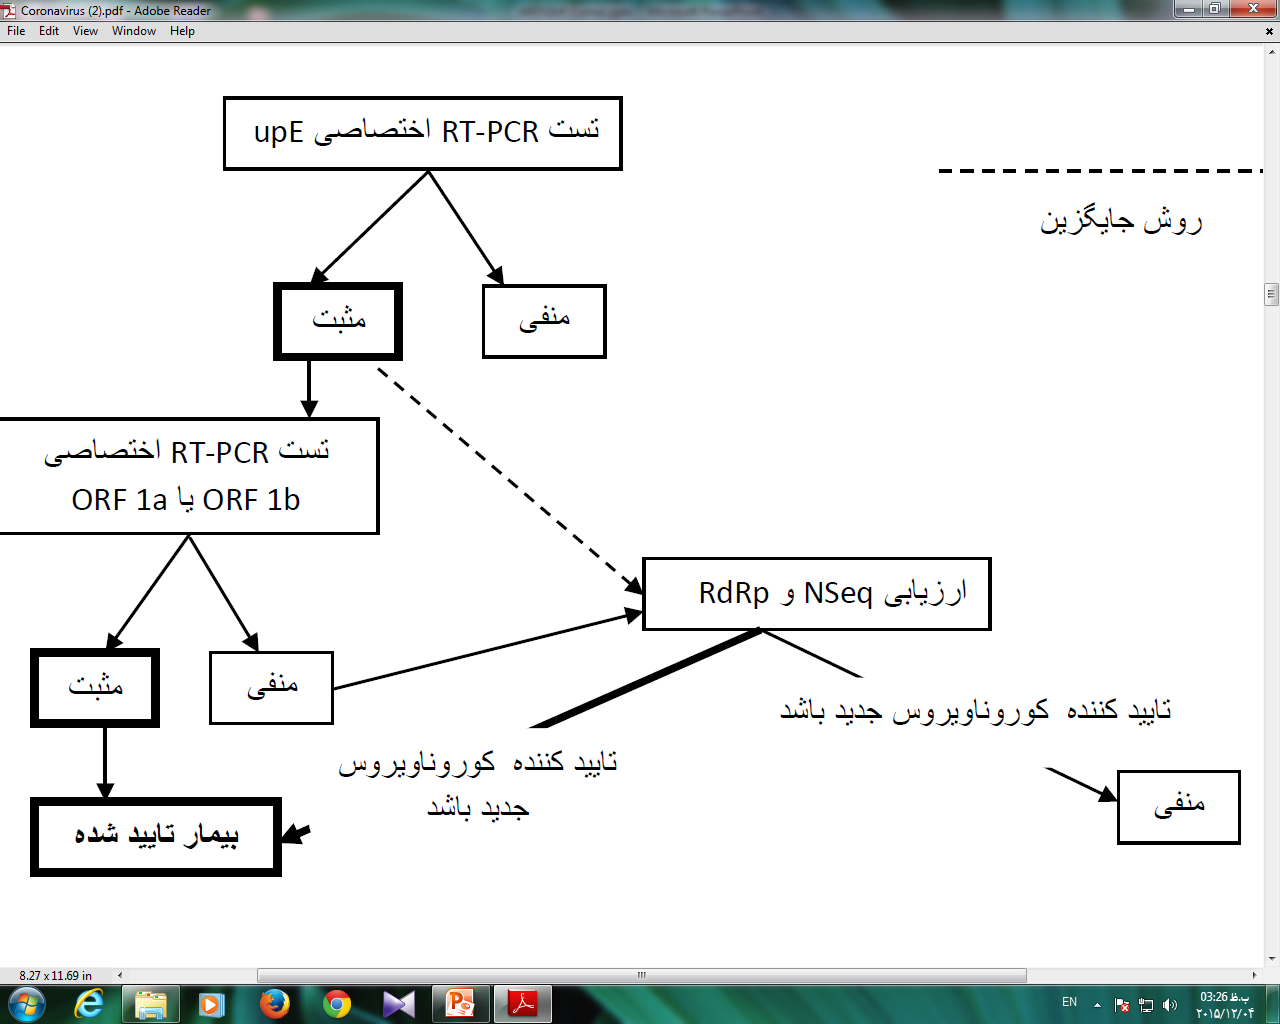 Coronavirus (2).pdf - Adobe Reader
File Edit View Window Help
تست RT-PCR اختصاصی upE
روش جایگزین
مثبت
منفی
تست RT-PCR اختصاصی
ORF 1b یا ORF 1a
ارزیابی NSeq و RdRp
مثبت
منفی
تایید کننده کوروناویروس جدید باشد
تایید کننده کوروناویروس
جدید باشد
منفی
بیمار تایید شده
8.27 x 11.69 in
EN
03:26 ب.ظ
۲۰۱۵/۱۲/۰۴